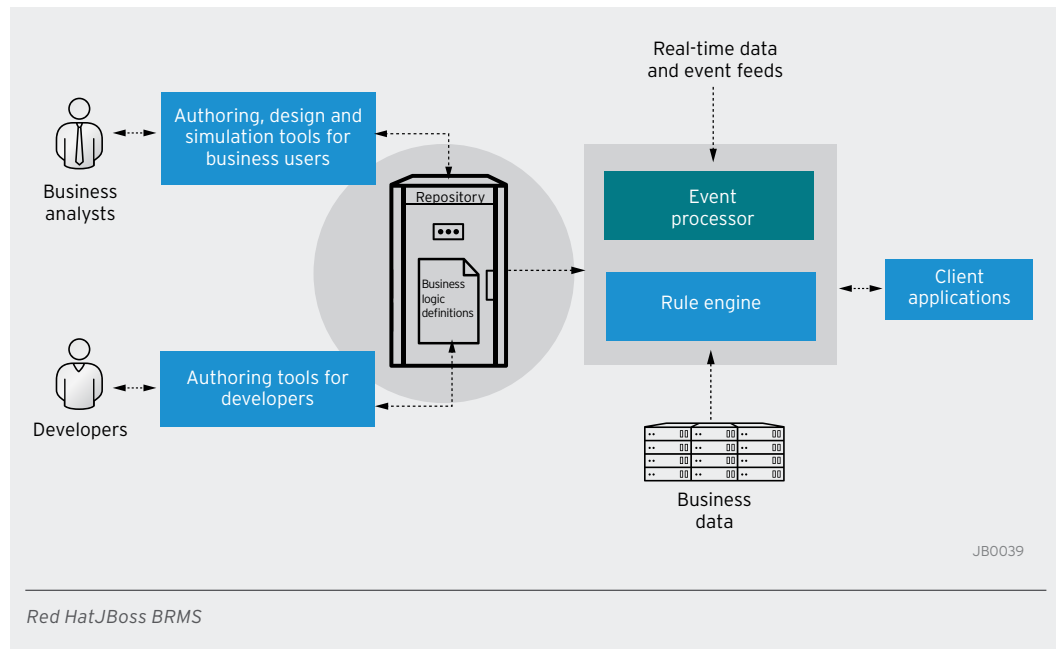 Real-time data
and event feeds
Authoring, design and
simulation tools for
business users
Business
analysts
Repository
Business
logic
definitions
Event
processor
Rule engine
Client
applications
Authoring tools for
developers
Developers
Business
data
JB0039
Red HatJBoss BRMS